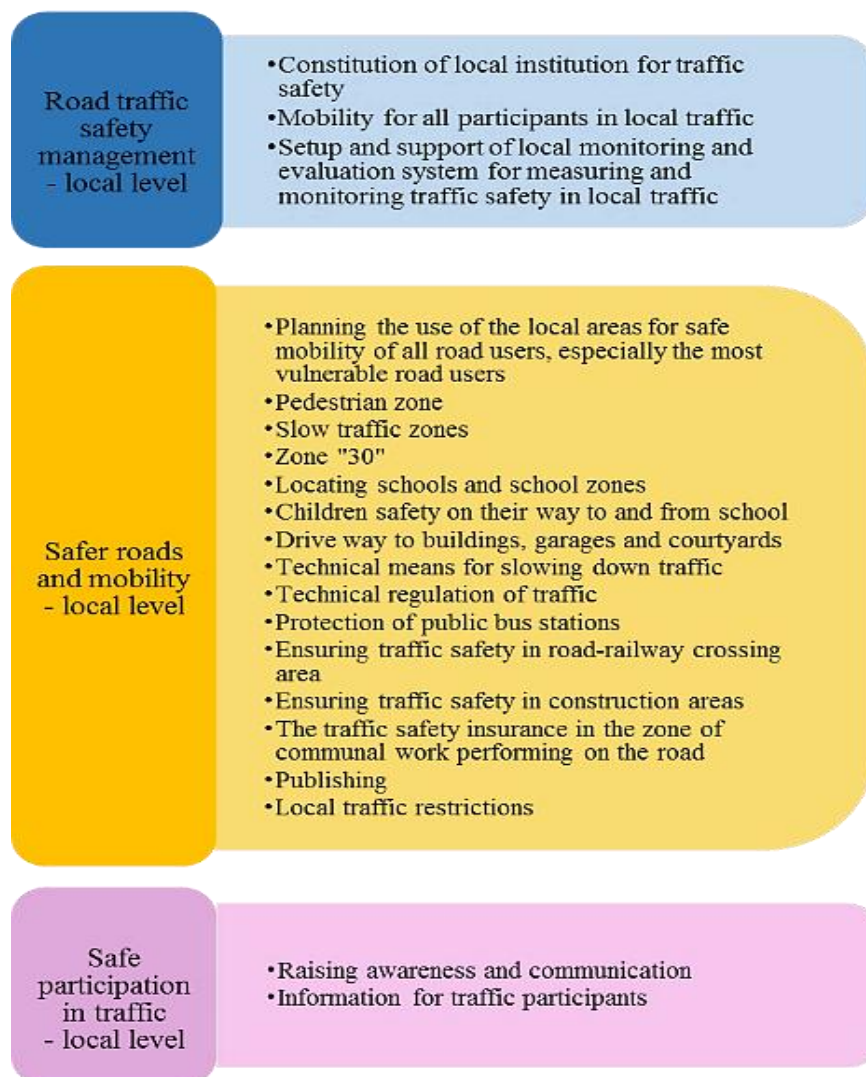 Road traffic
safety
management
- local level
•Constitution of local institution for traffic
safety
•Mobility for all participants in local traffic
•Setup and support of local monitoring and
evaluation system for measuring and
monitoring traffic safety in local traffic
Safer roads
and mobility
- local level
•Planning the use of the local areas for safe
mobility of all road users, especially the most
vulnerable road users
•Pedestrian zone
•Slow traffic zones
•Zone "30"
•Locating schools and school zones
•Children safety on their way to and from school
•Drive way to buildings, garages and courtyards
•Technical means for slowing down traffic
•Technical regulation of traffic
•Protection of public bus stations
•Ensuring traffic safety in road-railway crossing
area
•Ensuring traffic safety in construction areas
•The traffic safety insurance in the zone of
communal work performing on the road
•Publishing
•Local traffic restrictions
Safe
participation
in traffic
- local level
•Raising awareness and communication
•Information for traffic participants